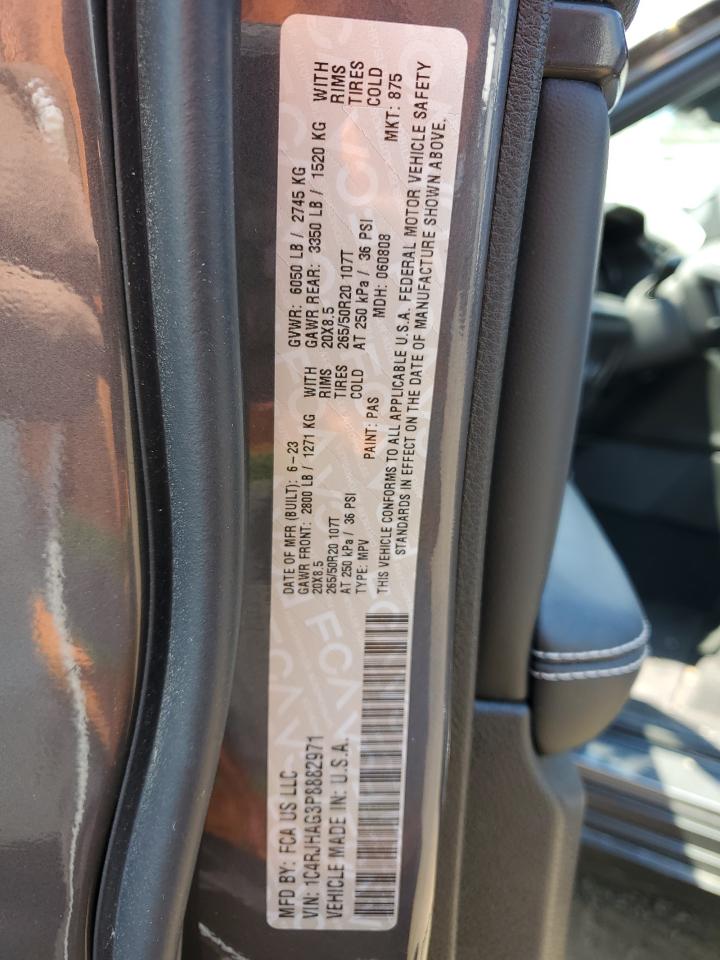 MFD BY: FCA US LLC
DATE OF MFR (BUILT): 6-23
GVWR: 6050 LB / 2745 KG
GAWR FRONT: 2800 LB / 1271 KG WITH
GAWR REAR: 3350 LB / 1520 KG WITH
20X8.5 RIMS
20X8.5 RIMS
265/50R20 107T TIRES
265/50R20 107T TIRES
AT 250 kPa / 36 PSI COLD
AT 250 kPa / 36 PSI COLD
VIN: 1C4RJHAG3P8882971
TYPE: MPV
PAINT: PAS
MDH: 060808
MKT: 875
VEHICLE MADE IN: U.S.A.
THIS VEHICLE CONFORMS TO ALL APPLICABLE U.S.A. FEDERAL MOTOR VEHICLE SAFETY
STANDARDS IN EFFECT ON THE DATE OF MANUFACTURE SHOWN ABOVE.